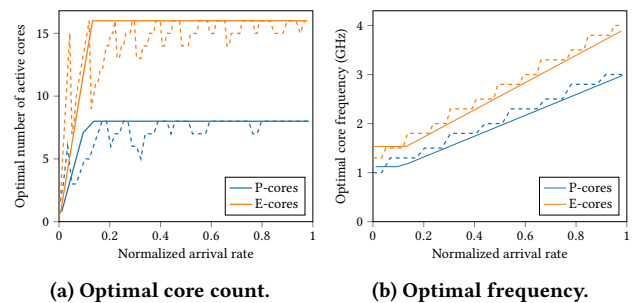 Optimal number of active cores
15
10
5
0
0
0.2
0.4
0.6
0.8
1
Normalized arrival rate
P-cores
E-cores
(a) Optimal core count.
Optimal core frequency (GHz)
4
3
2
1
0
0
0.2
0.4
0.6
0.8
1
Normalized arrival rate
P-cores
E-cores
(b) Optimal frequency.